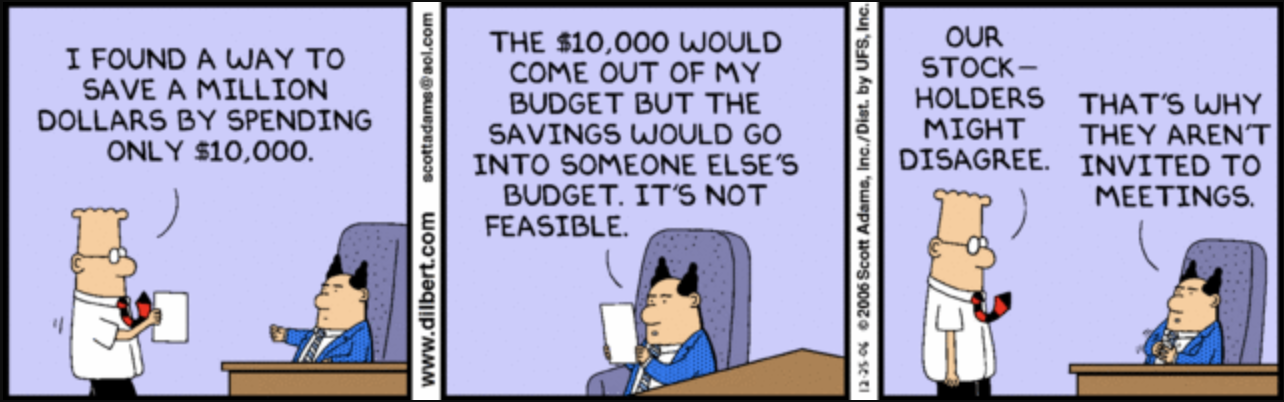 I FOUND A WAY TO
SAVE A MILLION
DOLLARS BY SPENDING
ONLY $10,000.
www.dilbert.com scottadams@aol.com
THE $10,000 WOULD
COME OUT OF MY
BUDGET BUT THE
SAVINGS WOULD GO
INTO SOMEONE ELSE'S
BUDGET. IT'S NOT
FEASIBLE.
12-25-06 ©2006 Scott Adams, Inc./Dist. by UFS, Inc.
OUR
STOCK—
HOLDERS
MIGHT
DISAGREE.
THAT'S WHY
THEY AREN'T
INVITED TO
MEETINGS.